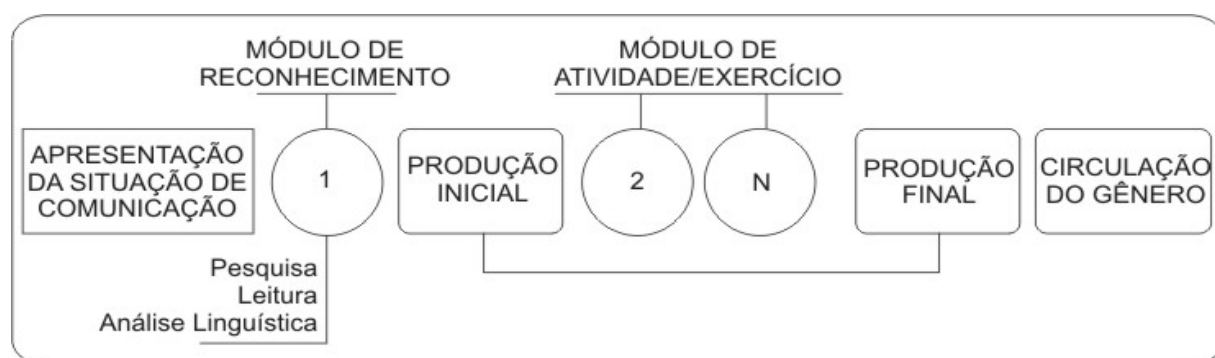 MÓDULO DE
RECONHECIMENTO
MÓDULO DE
ATIVIDADE/EXERCÍCIO
APRESENTAÇÃO
DA SITUAÇÃO DE
COMUNICAÇÃO
1
PRODUÇÃO
INICIAL
2
N
PRODUÇÃO
FINAL
CIRCULAÇÃO
DO GÊNERO
Pesquisa
Leitura
Análise Linguística